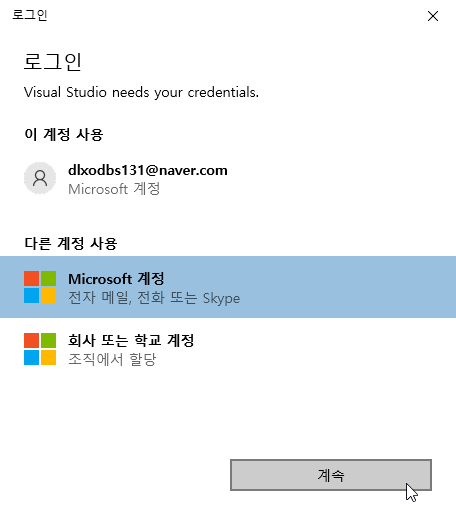 로그인
로그인
Visual Studio needs your credentials.
이 계정 사용
dlxodbs131@naver.com
Microsoft 계정
다른 계정 사용
Microsoft 계정
전자 메일, 전화 또는 Skype
회사 또는 학교 계정
조직에서 할당
계속